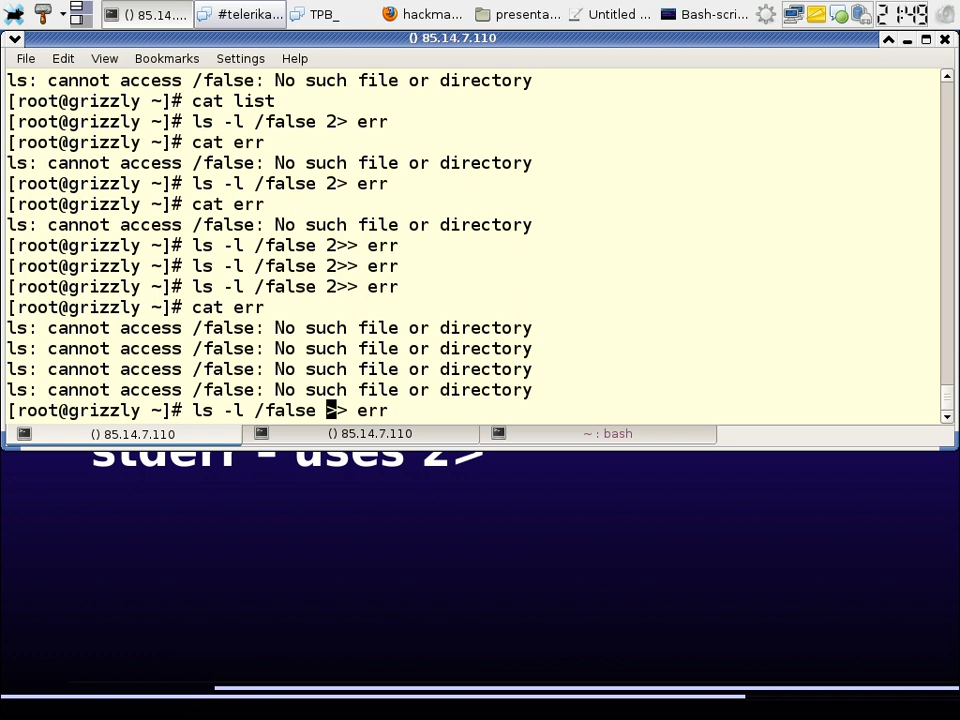 () 85.14....
#telerika...
TPB_
hackma...
presenta...
Untitled ...
Bash-scri...
21:49
() 85.14.7.110
File Edit View Bookmarks Settings Help
ls: cannot access /false: No such file or directory
[root@grizzly ~]# cat list
[root@grizzly ~]# ls -l /false 2> err
[root@grizzly ~]# cat err
ls: cannot access /false: No such file or directory
[root@grizzly ~]# ls -l /false 2> err
[root@grizzly ~]# cat err
ls: cannot access /false: No such file or directory
[root@grizzly ~]# ls -l /false 2>> err
[root@grizzly ~]# ls -l /false 2>> err
[root@grizzly ~]# ls -l /false 2>> err
[root@grizzly ~]# cat err
ls: cannot access /false: No such file or directory
ls: cannot access /false: No such file or directory
ls: cannot access /false: No such file or directory
ls: cannot access /false: No such file or directory
[root@grizzly ~]# ls -l /false >> err
() 85.14.7.110
() 85.14.7.110
~ : bash
stderr – uses 2>